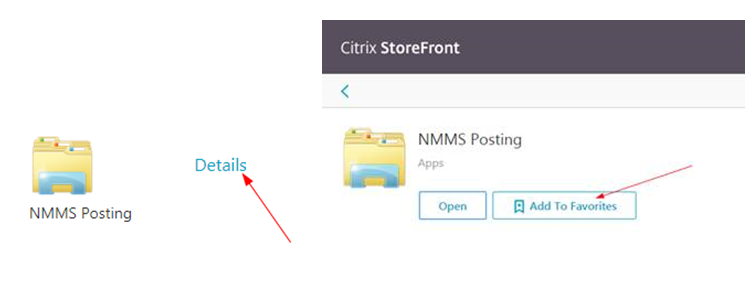 NMMS Posting
Details
Citrix StoreFront
NMMS Posting
Apps
Open
Add To Favorites